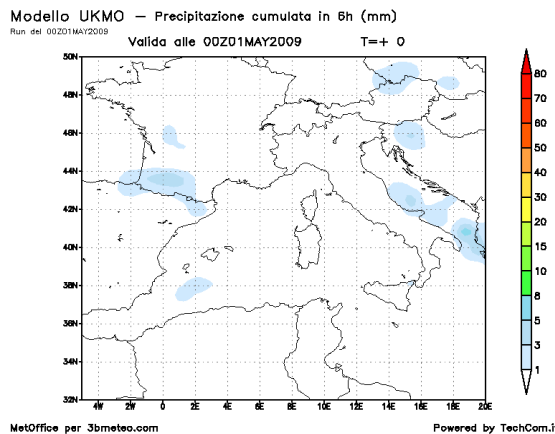 Modello UKMO – Precipitazione cumulata in 6h (mm)
Run del 00Z01MAY2009
Valida alle 00Z01MAY2009 T=+ 0
50N
48N
46N
44N
42N
40N
38N
36N
34N
32N
4W 2W 0 2E 4E 6E 8E 10E 12E 14E 16E 18E 20E
80
70
60
50
40
30
20
15
10
8
5
3
1
MetOffice per 3bmeteo.com Powered by TechCom.i